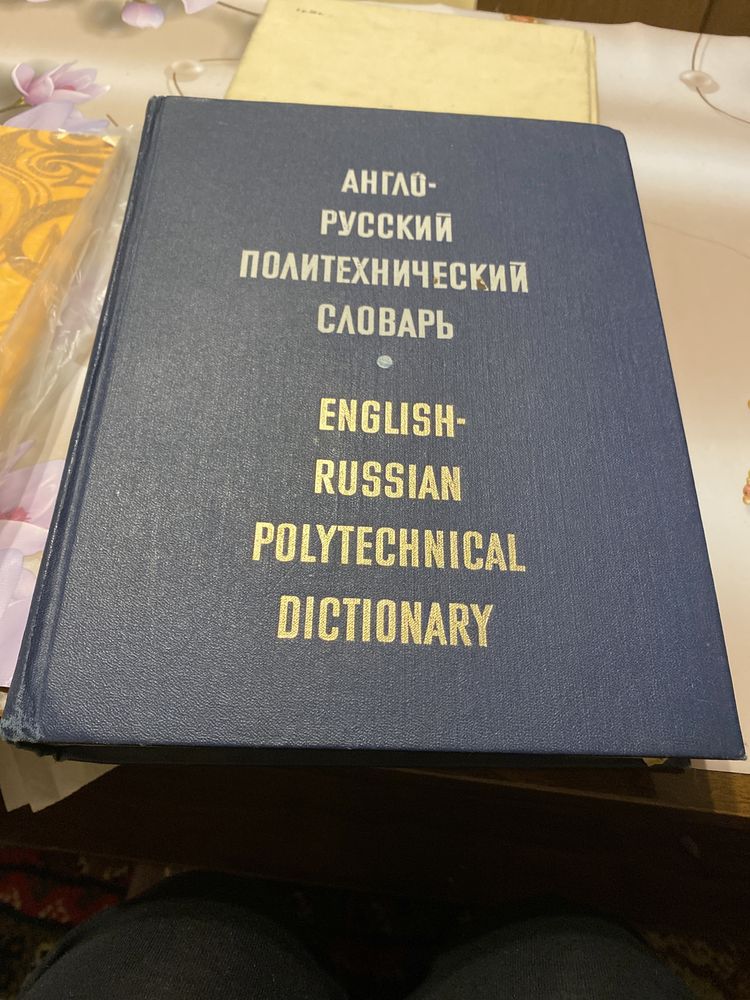 АНГЛО-
РУССКИЙ
ПОЛИТЕХНИЧЕСКИЙ
СЛОВАРЬ
ENGLISH-
RUSSIAN
POLYTECHNICAL
DICTIONARY